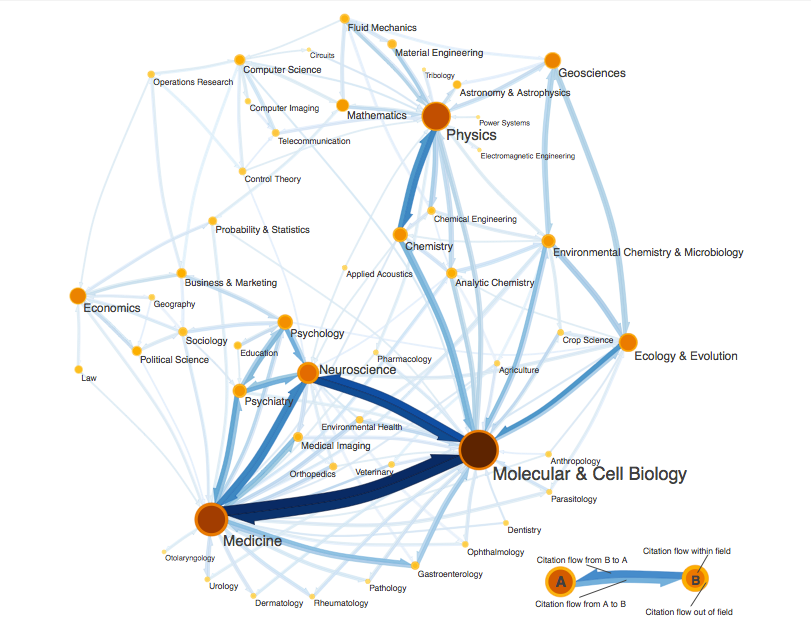 Fluid Mechanics
Material Engineering
Circuits
Computer Science
Tribology
Geosciences
Operations Research
Astronomy & Astrophysics
Computer Imaging
Mathematics
Power Systems
Physics
Telecommunication
Electromagnetic Engineering
Control Theory
Chemical Engineering
Probability & Statistics
Chemistry
Environmental Chemistry & Microbiology
Applied Acoustics
Analytic Chemistry
Business & Marketing
Geography
Economics
Psychology
Sociology
Crop Science
Education
Ecology & Evolution
Political Science
Pharmacology
Neuroscience
Agriculture
Law
Psychiatry
Environmental Health
Medical Imaging
Anthropology
Orthopedics
Veterinary
Molecular & Cell Biology
Parasitology
Dentistry
Medicine
Ophthalmology
Otolaryngology
Gastroenterology
Urology
Pathology
Dermatology
Rheumatology
Citation flow within field
Citation flow from B to A
A
B
Citation flow from A to B
Citation flow out of field